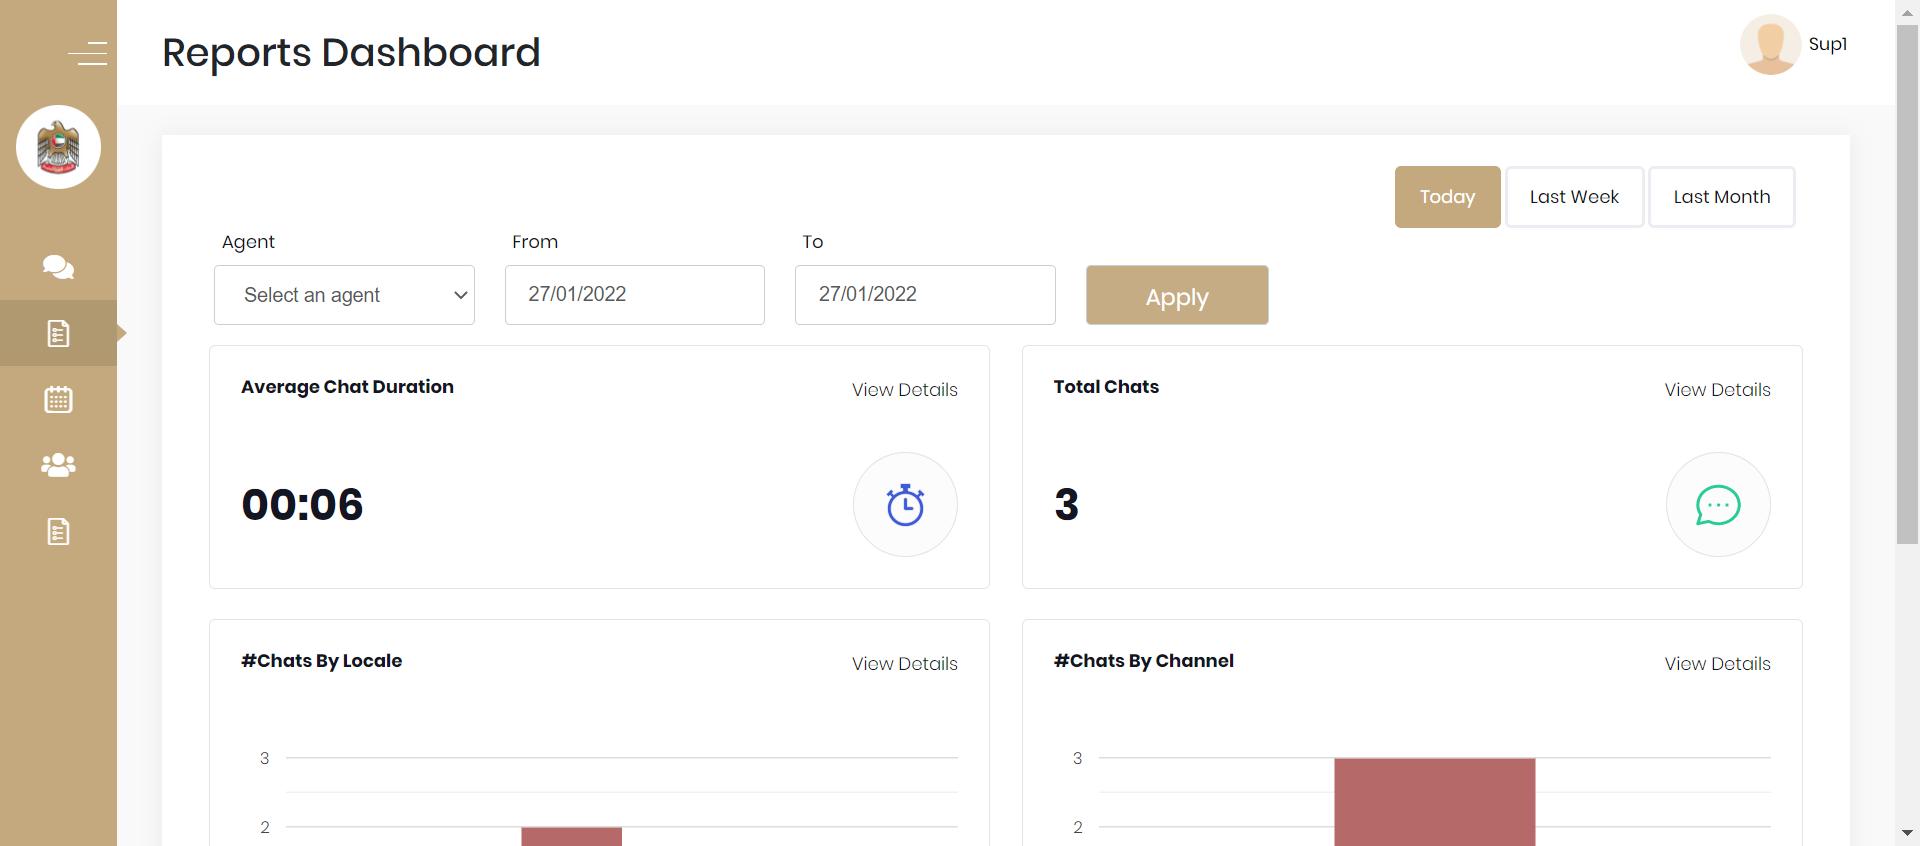 Reports Dashboard
Sup1
Today
Last Week
Last Month
Agent
From
To
Select an agent
27/01/2022
27/01/2022
Apply
Average Chat Duration
View Details
00:06
Total Chats
View Details
3
#Chats By Locale
View Details
3
2
#Chats By Channel
View Details
3
2